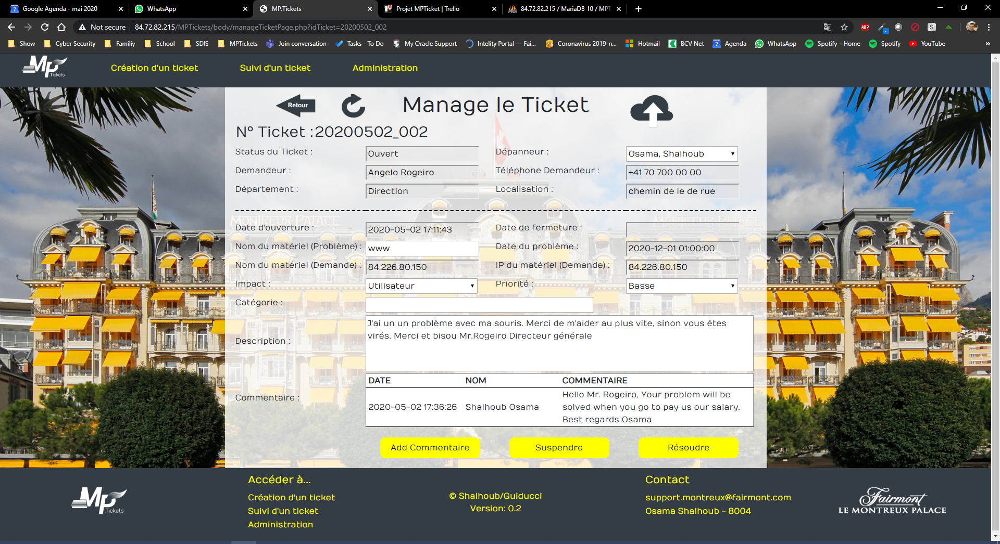 Google Agenda - mai 2020
WhatsApp
MP.Tickets
Projet MPTicket | Trello
84.72.82.215 / MariaDB 10 / MPT
Not secure
84.72.82.215/MPTickets/body/manageTicketPage.php?idTicket=20200502_002
Show
Cyber Security
Familiy
School
SDIS
MPTickets
Join conversation
Tasks - To Do
My Oracle Support
Intelity Portal — Fai...
Coronavirus 2019-n...
Hotmail
BCV Net
Agenda
WhatsApp
Spotify – Home
Spotify
YouTube
Mp.Tickets
Création d'un ticket
Suivi d'un ticket
Administration
Retour
Manage le Ticket
N° Ticket :20200502_002
Status du Ticket : Ouvert
Dépanneur : Osama, Shalhoub
Demandeur : Angelo Rogeiro
Téléphone Demandeur : +41 70 700 00 00
Département : Direction
Localisation : chemin de le de rue
MONTREUX-PALACE
Date d'ouverture : 2020-05-02 17:11:43
Date de fermeture :
Nom du matériel (Problème) : www
Date du problème : 2020-12-01 01:00:00
Nom du matériel (Demande) : 84.226.80.150
IP du matériel (Demande) : 84.226.80.150
Impact : Utilisateur
Priorité : Basse
Catégorie :
Description :
J'ai un un problème avec ma souris. Merci de m'aider au plus vite, sinon vous êtes
virés. Merci et bisou Mr.Rogeiro Directeur générale
Commentaire :
DATE NOM COMMENTAIRE
2020-05-02 17:36:26 Shalhoub Osama
Hello Mr. Rogeiro, Your problem will be
solved when you go to pay us our salary.
Best regards Osama
Add Commentaire
Suspendre
Résoudre
Mp.Tickets
Accéder à...
Création d'un ticket
Suivi d'un ticket
Administration
© Shalhoub/Guiducci
Version: 0.2
Contact
support.montreux@fairmont.com
Osama Shalhoub - 8004
Fairmont
LE MONTREUX PALACE